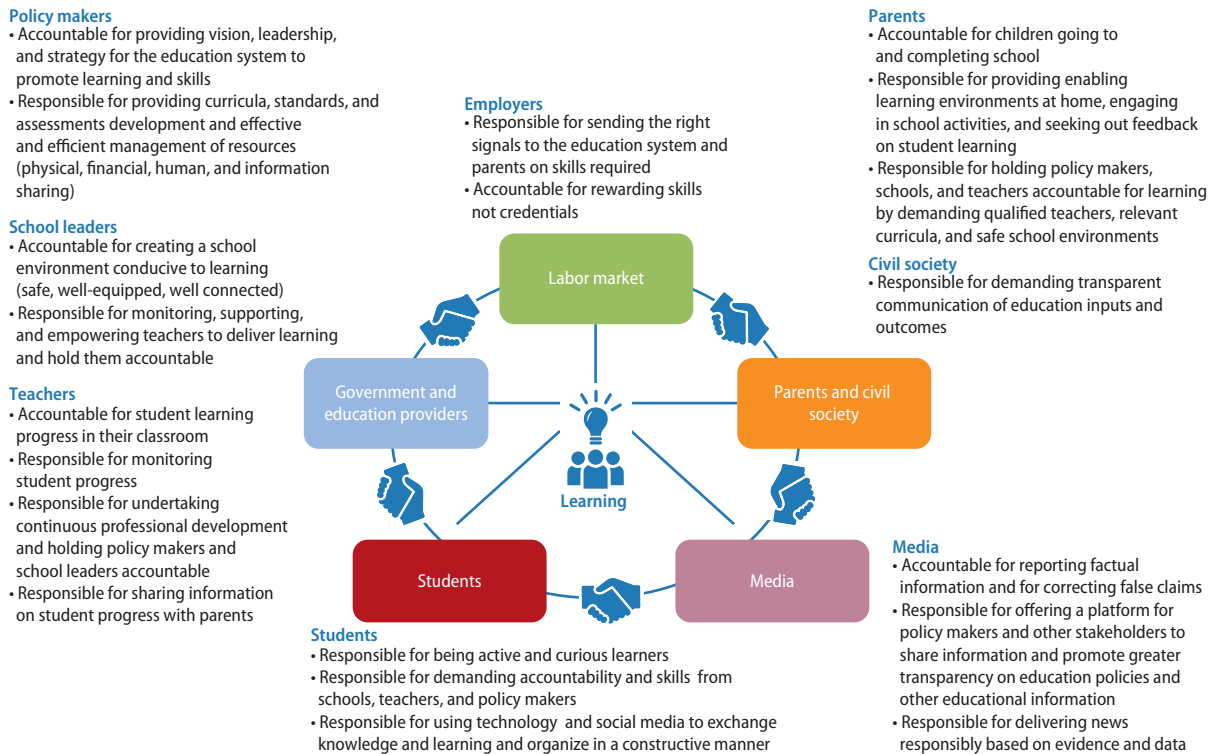 Policy makers
• Accountable for providing vision, leadership,
and strategy for the education system to
promote learning and skills
• Responsible for providing curricula, standards, and
assessments development and effective
and efficient management of resources
(physical, financial, human, and information
sharing)
School leaders
• Accountable for creating a school
environment conducive to learning
(safe, well-equipped, well connected)
• Responsible for monitoring, supporting,
and empowering teachers to deliver learning
and hold them accountable
Teachers
• Accountable for student learning
progress in their classroom
• Responsible for monitoring
student progress
• Responsible for undertaking
continuous professional development
and holding policy makers and
school leaders accountable
• Responsible for sharing information
on student progress with parents
Employers
• Responsible for sending the right
signals to the education system and
parents on skills required
• Accountable for rewarding skills
not credentials
Parents
• Accountable for children going to
and completing school
• Responsible for providing enabling
learning environments at home, engaging
in school activities, and seeking out feedback
on student learning
• Responsible for holding policy makers,
schools, and teachers accountable for learning
by demanding qualified teachers, relevant
curricula, and safe school environments
Civil society
• Responsible for demanding transparent
communication of education inputs and
outcomes
Labor market
Government and
education providers
Parents and civil
society
Learning
Students
Media
Media
• Accountable for reporting factual
information and for correcting false claims
• Responsible for offering a platform for
policy makers and other stakeholders to
share information and promote greater
transparency on education policies and
other educational information
• Responsible for delivering news
responsibly based on evidence and data
Students
• Responsible for being active and curious learners
• Responsible for demanding accountability and skills from
schools, teachers, and policy makers
• Responsible for using technology and social media to exchange
knowledge and learning and organize in a constructive manner